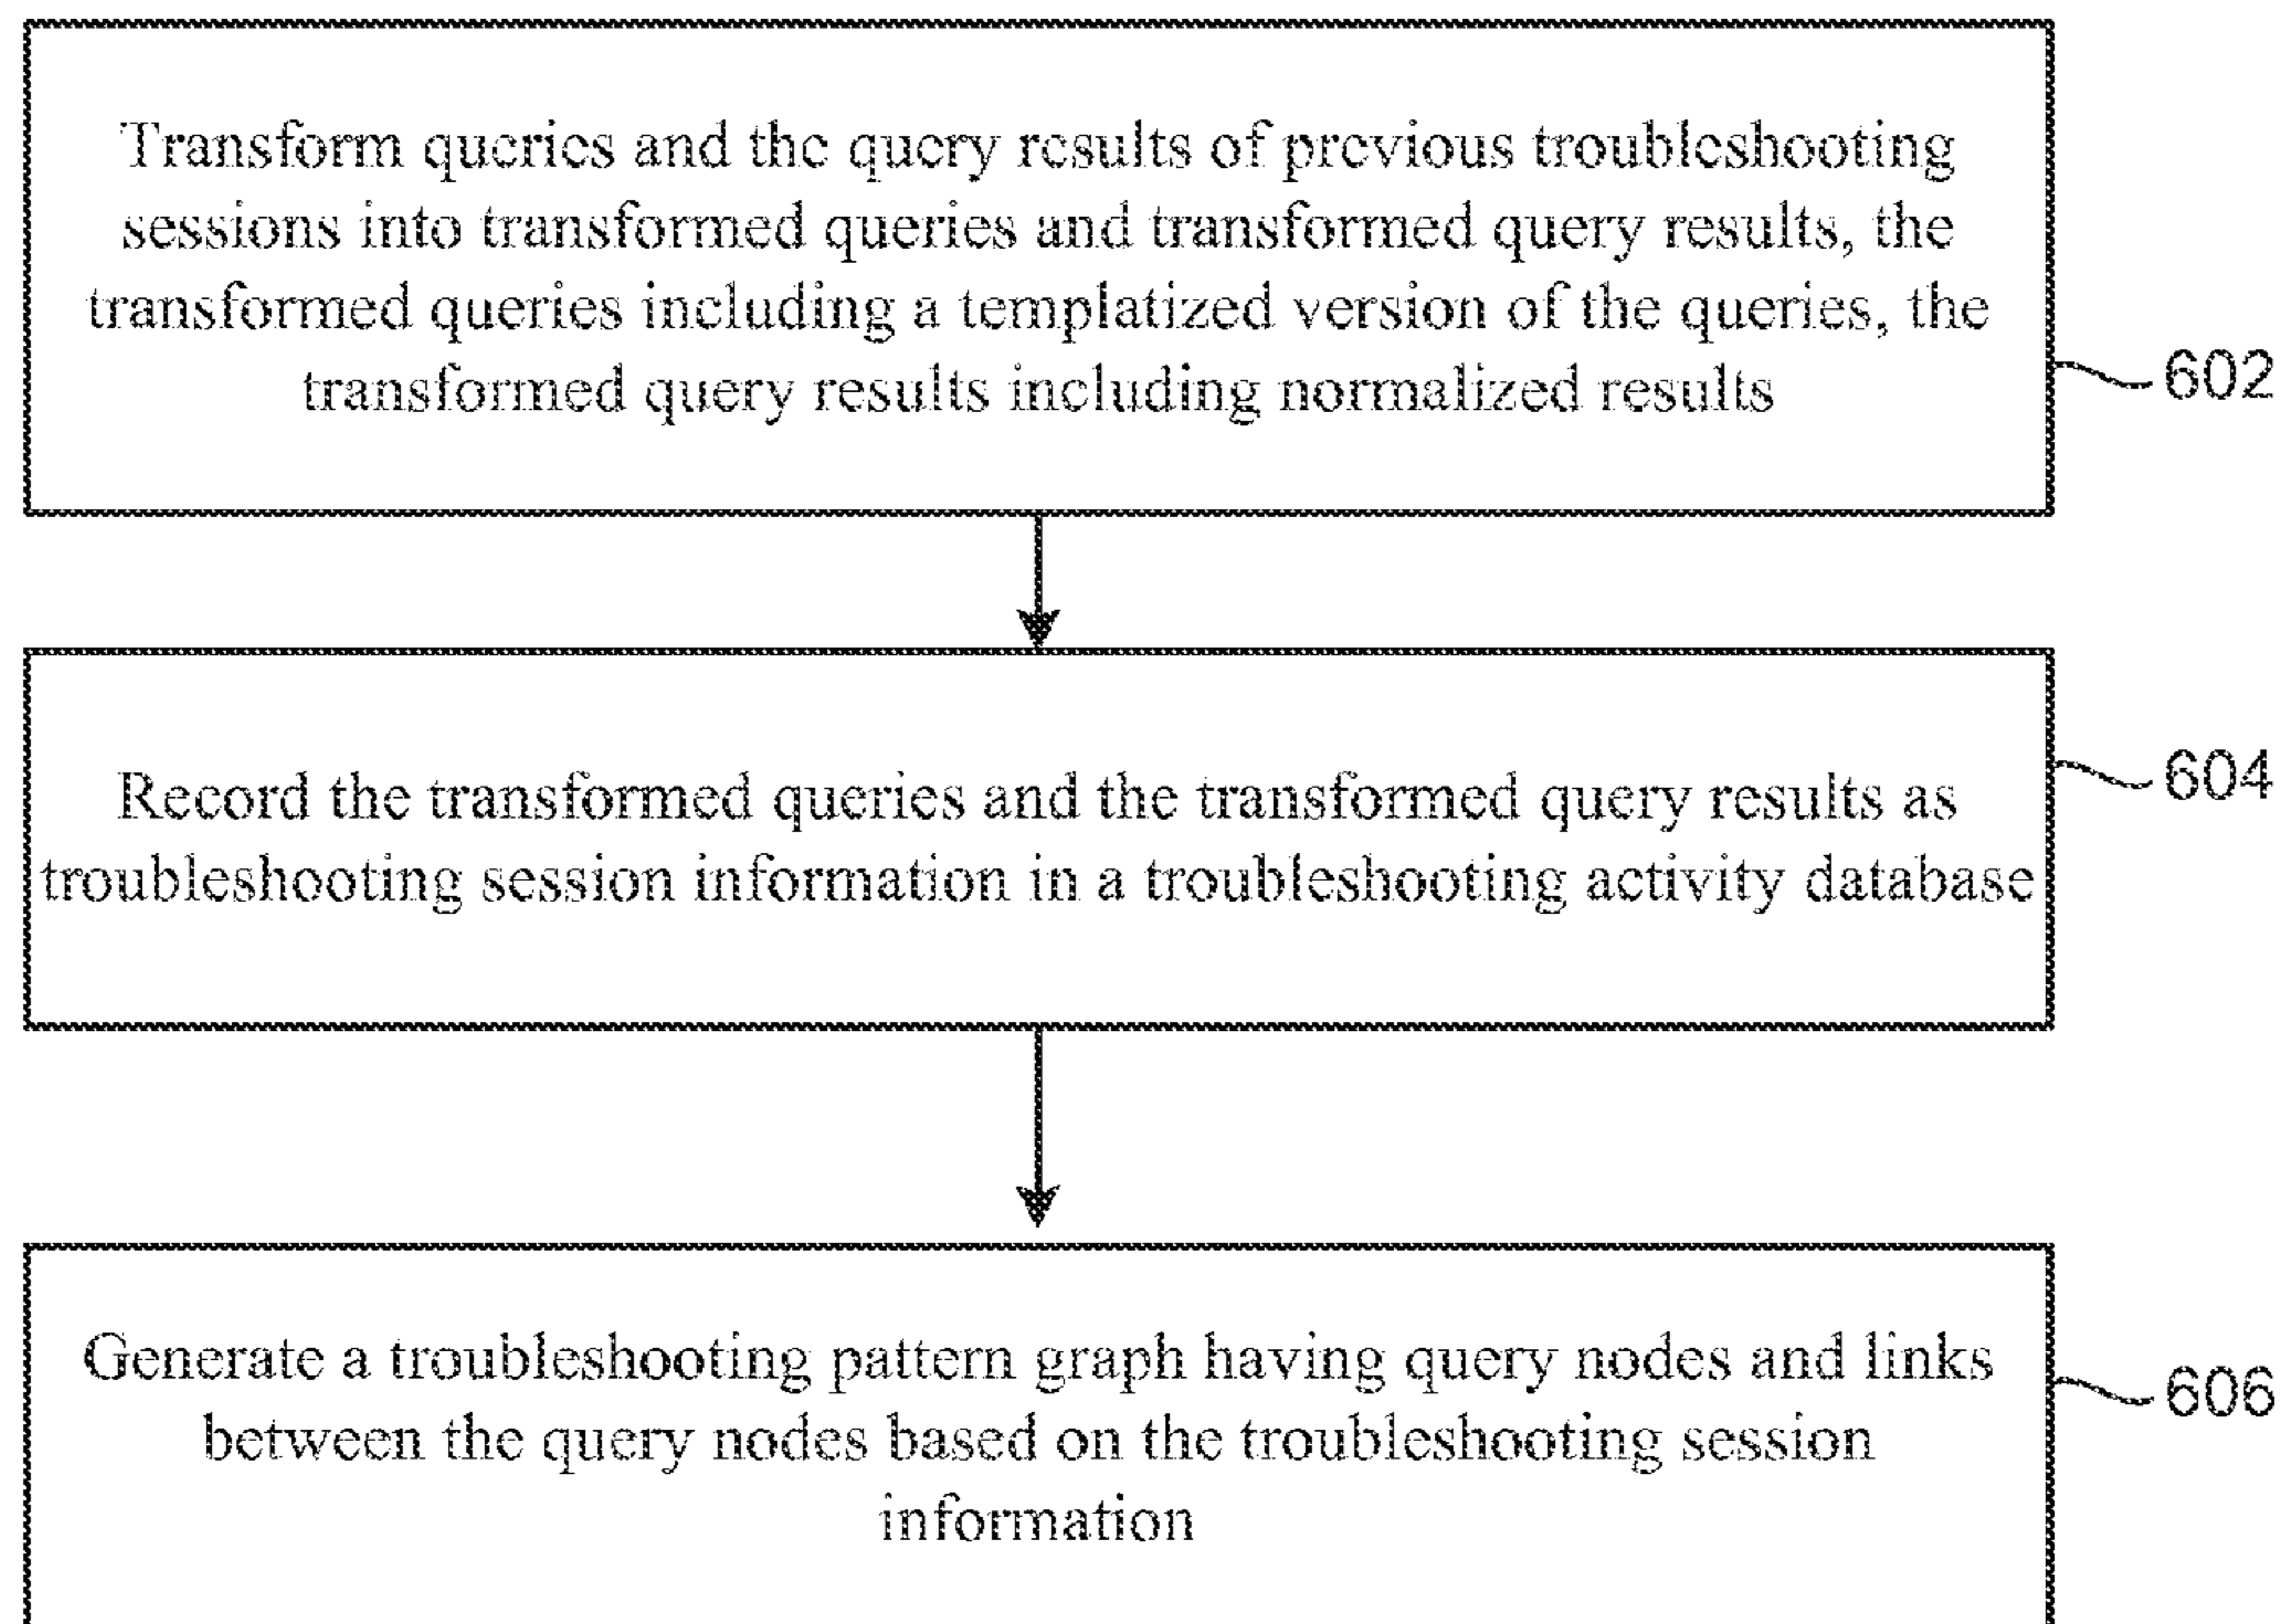 Transform queries and the query results of previous troubleshooting
sessions into transformed queries and transformed query results, the
transformed queries including a templatized version of the queries, the
transformed query results including normalized results
602
Record the transformed queries and the transformed query results as
troubleshooting session information in a troubleshooting activity database
604
Generate a troubleshooting pattern graph having query nodes and links
between the query nodes based on the troubleshooting session
information
606